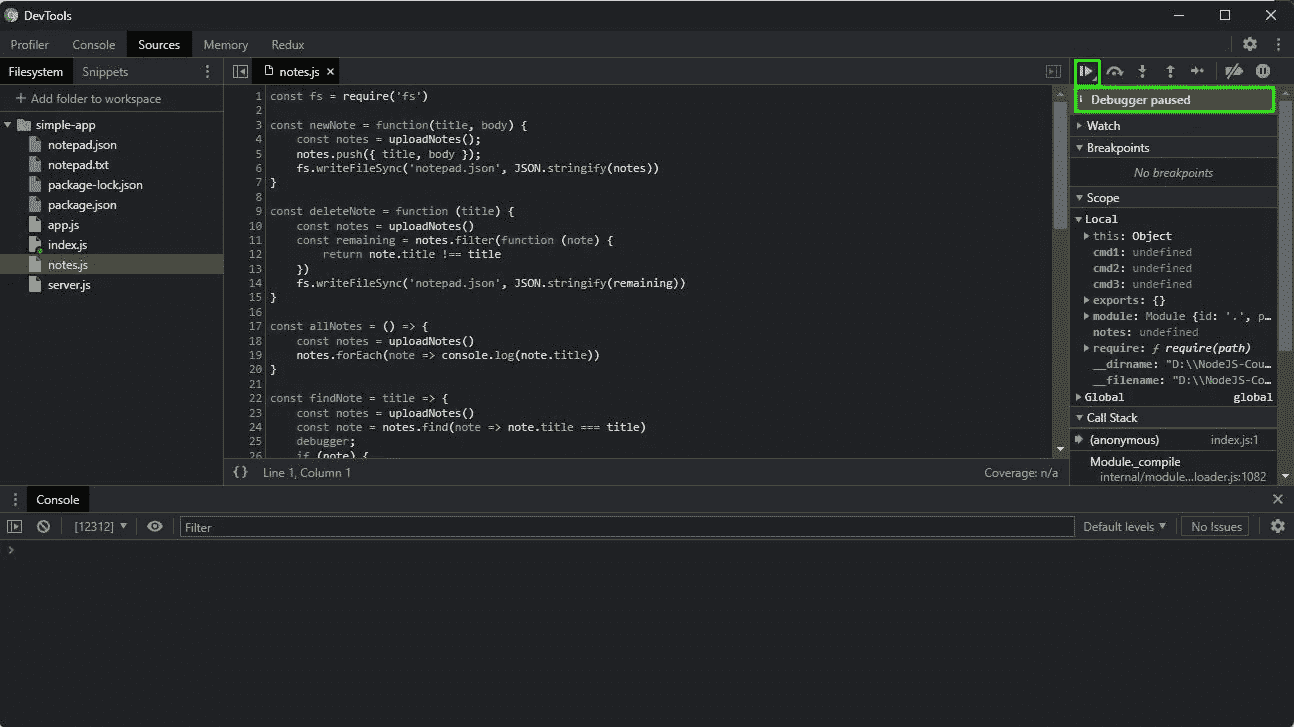 DevTools
Profiler Console Sources Memory Redux
Filesystem Snippets
notes.js ×
+ Add folder to workspace
simple-app
notepad.json
notepad.txt
package-lock.json
package.json
app.js
index.js
notes.js
server.js
1 const fs = require('fs')
2
3 const newNote = function(title, body) {
4     const notes = uploadNotes();
5     notes.push({ title, body });
6     fs.writeFileSync('notepad.json', JSON.stringify(notes))
7 }
8
9 const deleteNote = function (title) {
10     const notes = uploadNotes()
11     const remaining = notes.filter(function (note) {
12         return note.title !== title
13     })
14     fs.writeFileSync('notepad.json', JSON.stringify(remaining))
15 }
16
17 const allNotes = () => {
18     const notes = uploadNotes()
19     notes.forEach(note => console.log(note.title))
20 }
21
22 const findNote = title => {
23     const notes = uploadNotes()
24     const note = notes.find(note => note.title === title)
25     debugger;
26     if (note) {
{} Line 1, Column 1 Coverage: n/a
Debugger paused
Watch
Breakpoints
No breakpoints
Scope
Local
this: Object
cmd1: undefined
cmd2: undefined
cmd3: undefined
exports: {}
module: Module {id: '.', p…
notes: undefined
require: ƒ require(path)
__dirname: "D:\\NodeJS-Cou…
__filename: "D:\\NodeJS-Co…
Global global
Call Stack
(anonymous) index.js:1
Module._compile
internal/module…loader.js:1082
Console
[12312] Filter Default levels No Issues